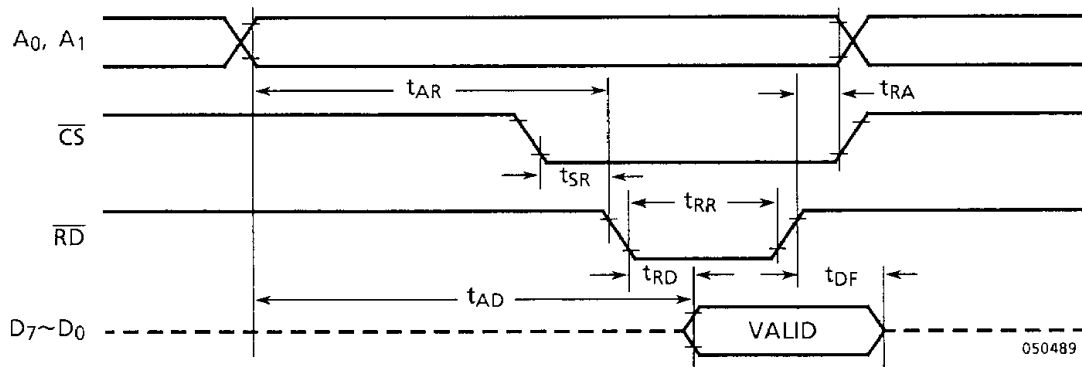 A0, A1
tAR
tRA
CS
tSR
tRR
RD
tRD
tDF
tAD
D7~D0
VALID
050489